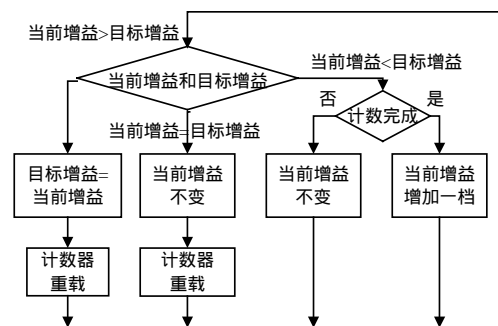 当前增益>目标增益
当前增益<目标增益
当前增益和目标增益
否
是
计数完成
当前增益=目标增益
目标增益=
当前增益
当前增益
不变
当前增益
不变
当前增益
增加一档
计数器
重载
计数器
重载